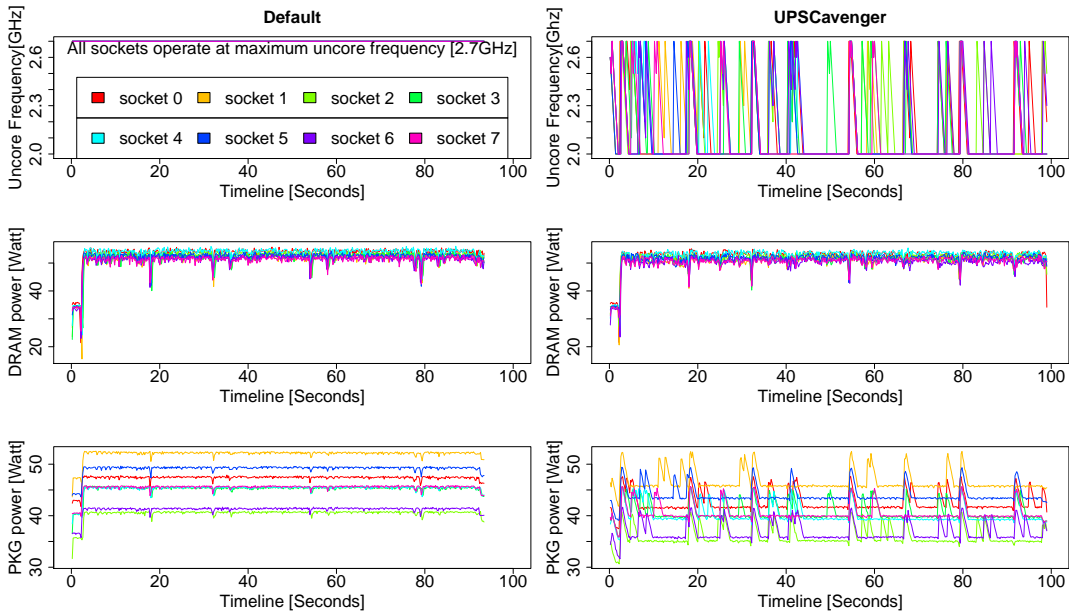 Default
UPSCavenger
Uncore Frequency[GHz]
2.0 2.3 2.6
All sockets operate at maximum uncore frequency [2.7GHz]
socket 0 socket 1 socket 2 socket 3
socket 4 socket 5 socket 6 socket 7
0 20 40 60 80 100
Timeline [Seconds]
Uncore Frequency[Ghz]
2.0 2.3 2.6
0 20 40 60 80 100
Timeline [Seconds]
DRAM power [Watt]
20 40
0 20 40 60 80 100
Timeline [Seconds]
DRAM power [Watt]
20 40
0 20 40 60 80 100
Timeline [Seconds]
PKG power [Watt]
30 40 50
0 20 40 60 80 100
Timeline [Seconds]
PKG power [Watt]
30 40 50
0 20 40 60 80 100
Timeline [Seconds]